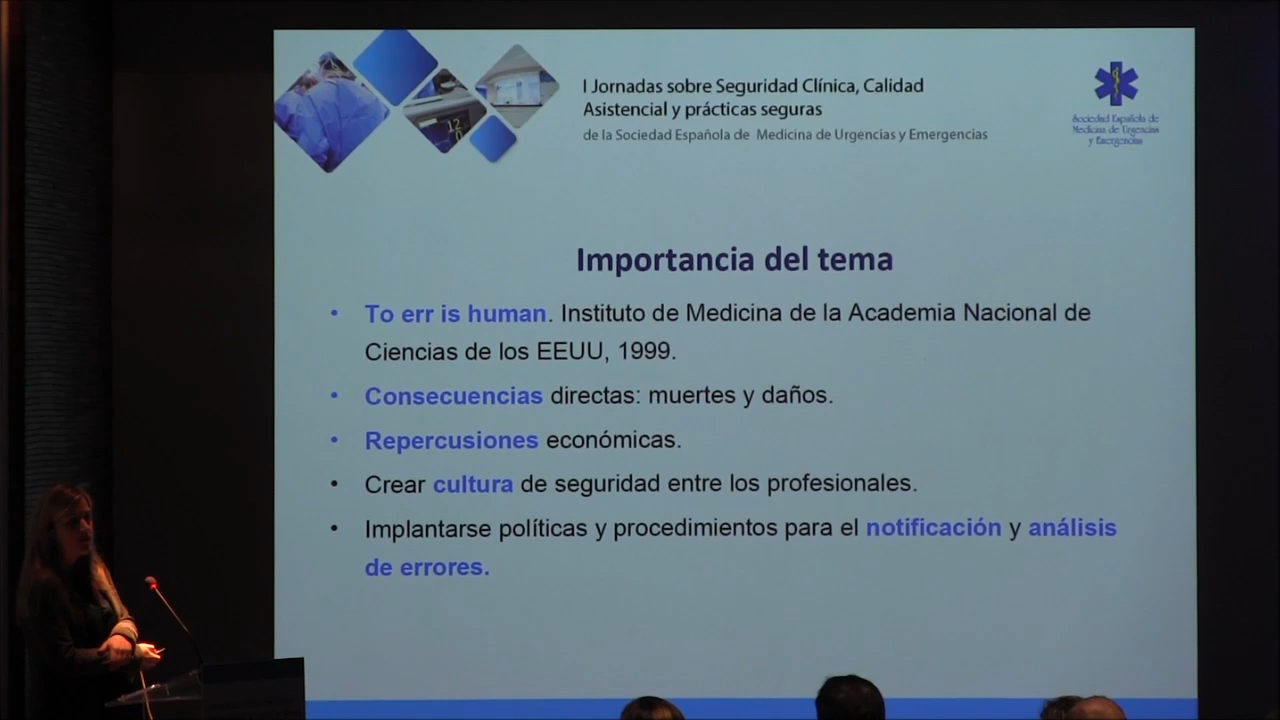 I Jornadas sobre Seguridad Clínica, Calidad
Asistencial y prácticas seguras
de la Sociedad Española de Medicina de Urgencias y Emergencias
Sociedad Española de
Medicina de Urgencias
y Emergencias
Importancia del tema
• To err is human. Instituto de Medicina de la Academia Nacional de
Ciencias de los EEUU, 1999.
• Consecuencias directas: muertes y daños.
• Repercusiones económicas.
• Crear cultura de seguridad entre los profesionales.
• Implantarse políticas y procedimientos para el notificación y análisis
de errores.